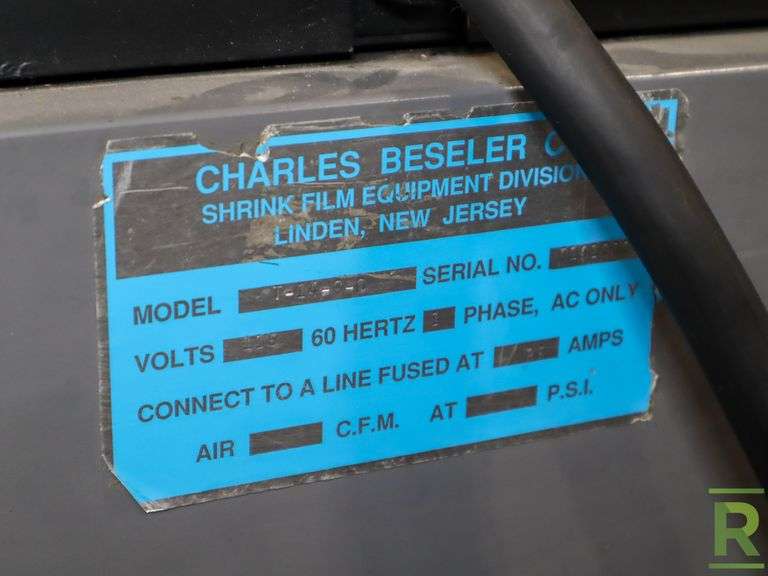 CHARLES BESELER
SHRINK FILM EQUIPMENT DIVISION
LINDEN, NEW JERSEY
MODEL SERIAL NO.
VOLTS 60 HERTZ PHASE, AC ONLY
CONNECT TO A LINE FUSED AT AMPS
AIR C.F.M. AT P.S.I.
R